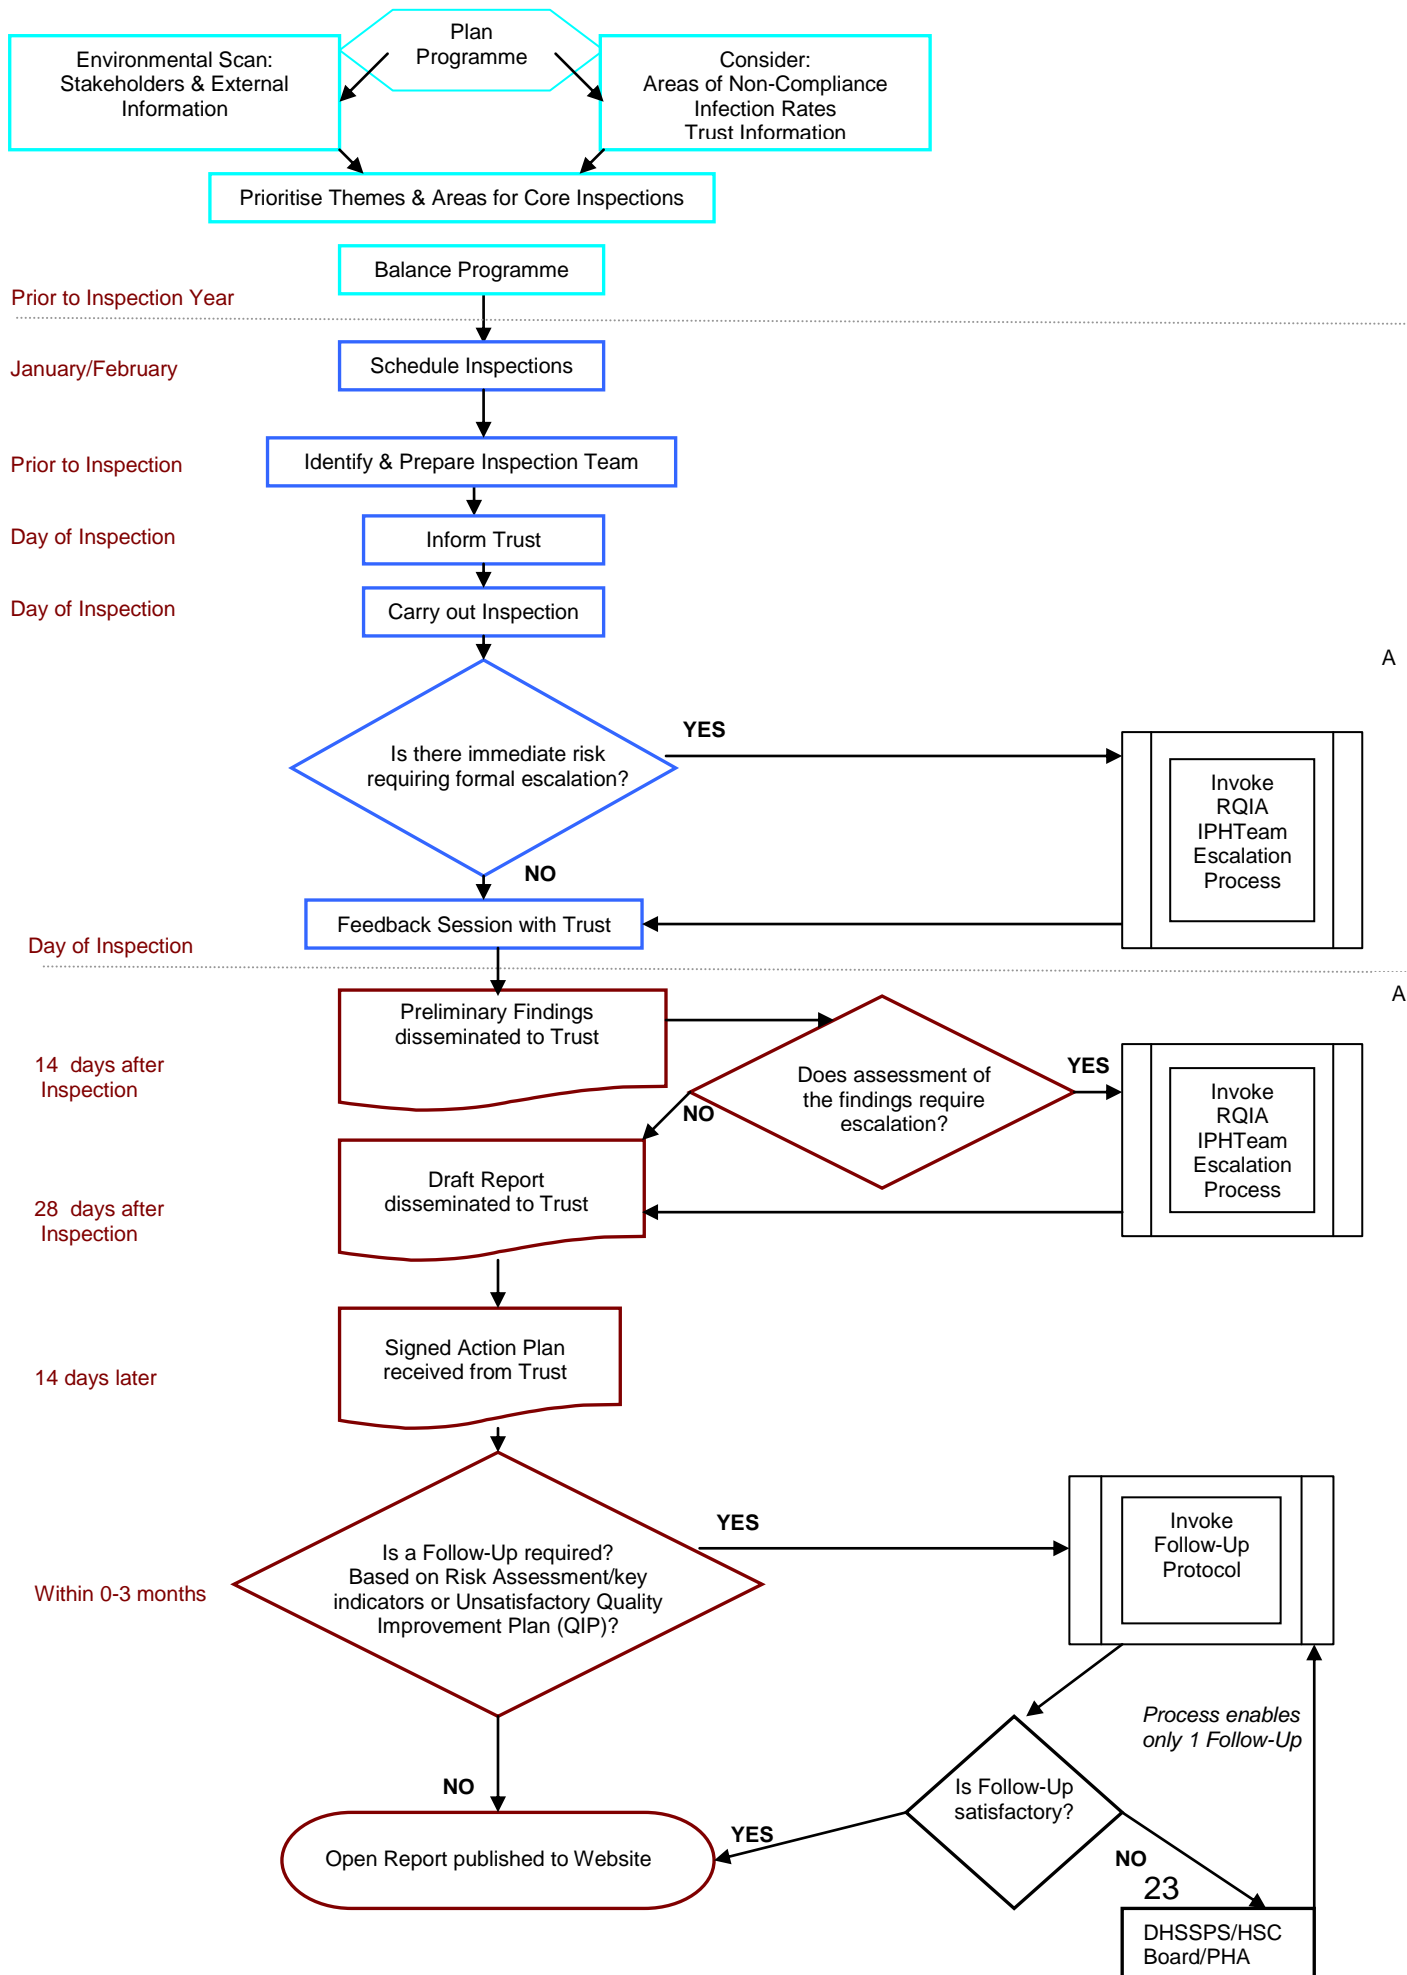 Plan
Programme
Environmental Scan:
Stakeholders & External
Information
Consider:
Areas of Non-Compliance
Infection Rates
Trust Information
Prioritise Themes & Areas for Core Inspections
Balance Programme
Prior to Inspection Year
January/February
Schedule Inspections
Prior to Inspection
Identify & Prepare Inspection Team
Day of Inspection
Inform Trust
Day of Inspection
Carry out Inspection
A
Is there immediate risk
requiring formal escalation?
YES
Invoke
RQIA
IPHTeam
Escalation
Process
NO
Feedback Session with Trust
Day of Inspection
A
Preliminary Findings
disseminated to Trust
14  days after
Inspection
Does assessment of
the findings require
escalation?
YES
NO
Invoke
RQIA
IPHTeam
Escalation
Process
Draft Report
disseminated to Trust
28  days after
Inspection
Signed Action Plan
received from Trust
14 days later
Is a Follow-Up required?
Based on Risk Assessment/key
indicators or Unsatisfactory Quality
Improvement Plan (QIP)?
Within 0-3 months
YES
Invoke
Follow-Up
Protocol
Process enables
only 1 Follow-Up
NO
Is Follow-Up
satisfactory?
YES
Open Report published to Website
NO
23
DHSSPS/HSC
Board/PHA